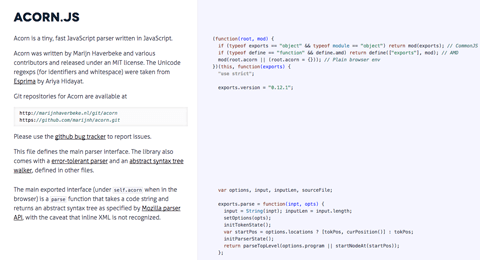 ACORN.JS
Acorn is a tiny, fast JavaScript parser written in JavaScript.
Acorn was written by Marijn Haverbeke and various
contributors and released under an MIT license. The Unicode
regexps (for identifiers and whitespace) were taken from
Esprima by Ariya Hidayat.
Git repositories for Acorn are available at
http://marijnhaverbeke.nl/git/acorn
https://github.com/marijnh/acorn.git
Please use the github bug tracker to report issues.
This file defines the main parser interface. The library also
comes with a error-tolerant parser and an abstract syntax tree
walker, defined in other files.
The main exported interface (under self.acorn when in the
browser) is a parse function that takes a code string and
returns an abstract syntax tree as specified by Mozilla parser
API, with the caveat that inline XML is not recognized.
(function(root, mod) {
if (typeof exports == "object" && typeof module == "object") return mod(exports); // CommonJS
if (typeof define == "function" && define.amd) return define(["exports"], mod); // AMD
mod(root.acorn || (root.acorn = {})); // Plain browser env
})(this, function(exports) {
"use strict";
exports.version = "0.12.1";
var options, input, inputLen, sourceFile;
exports.parse = function(inpt, opts) {
input = String(inpt); inputLen = input.length;
setOptions(opts);
initTokenState();
var startPos = options.locations ? [tokPos, curPosition()] : tokPos;
initParserState();
return parseTopLevel(options.program || startNodeAt(startPos));
};